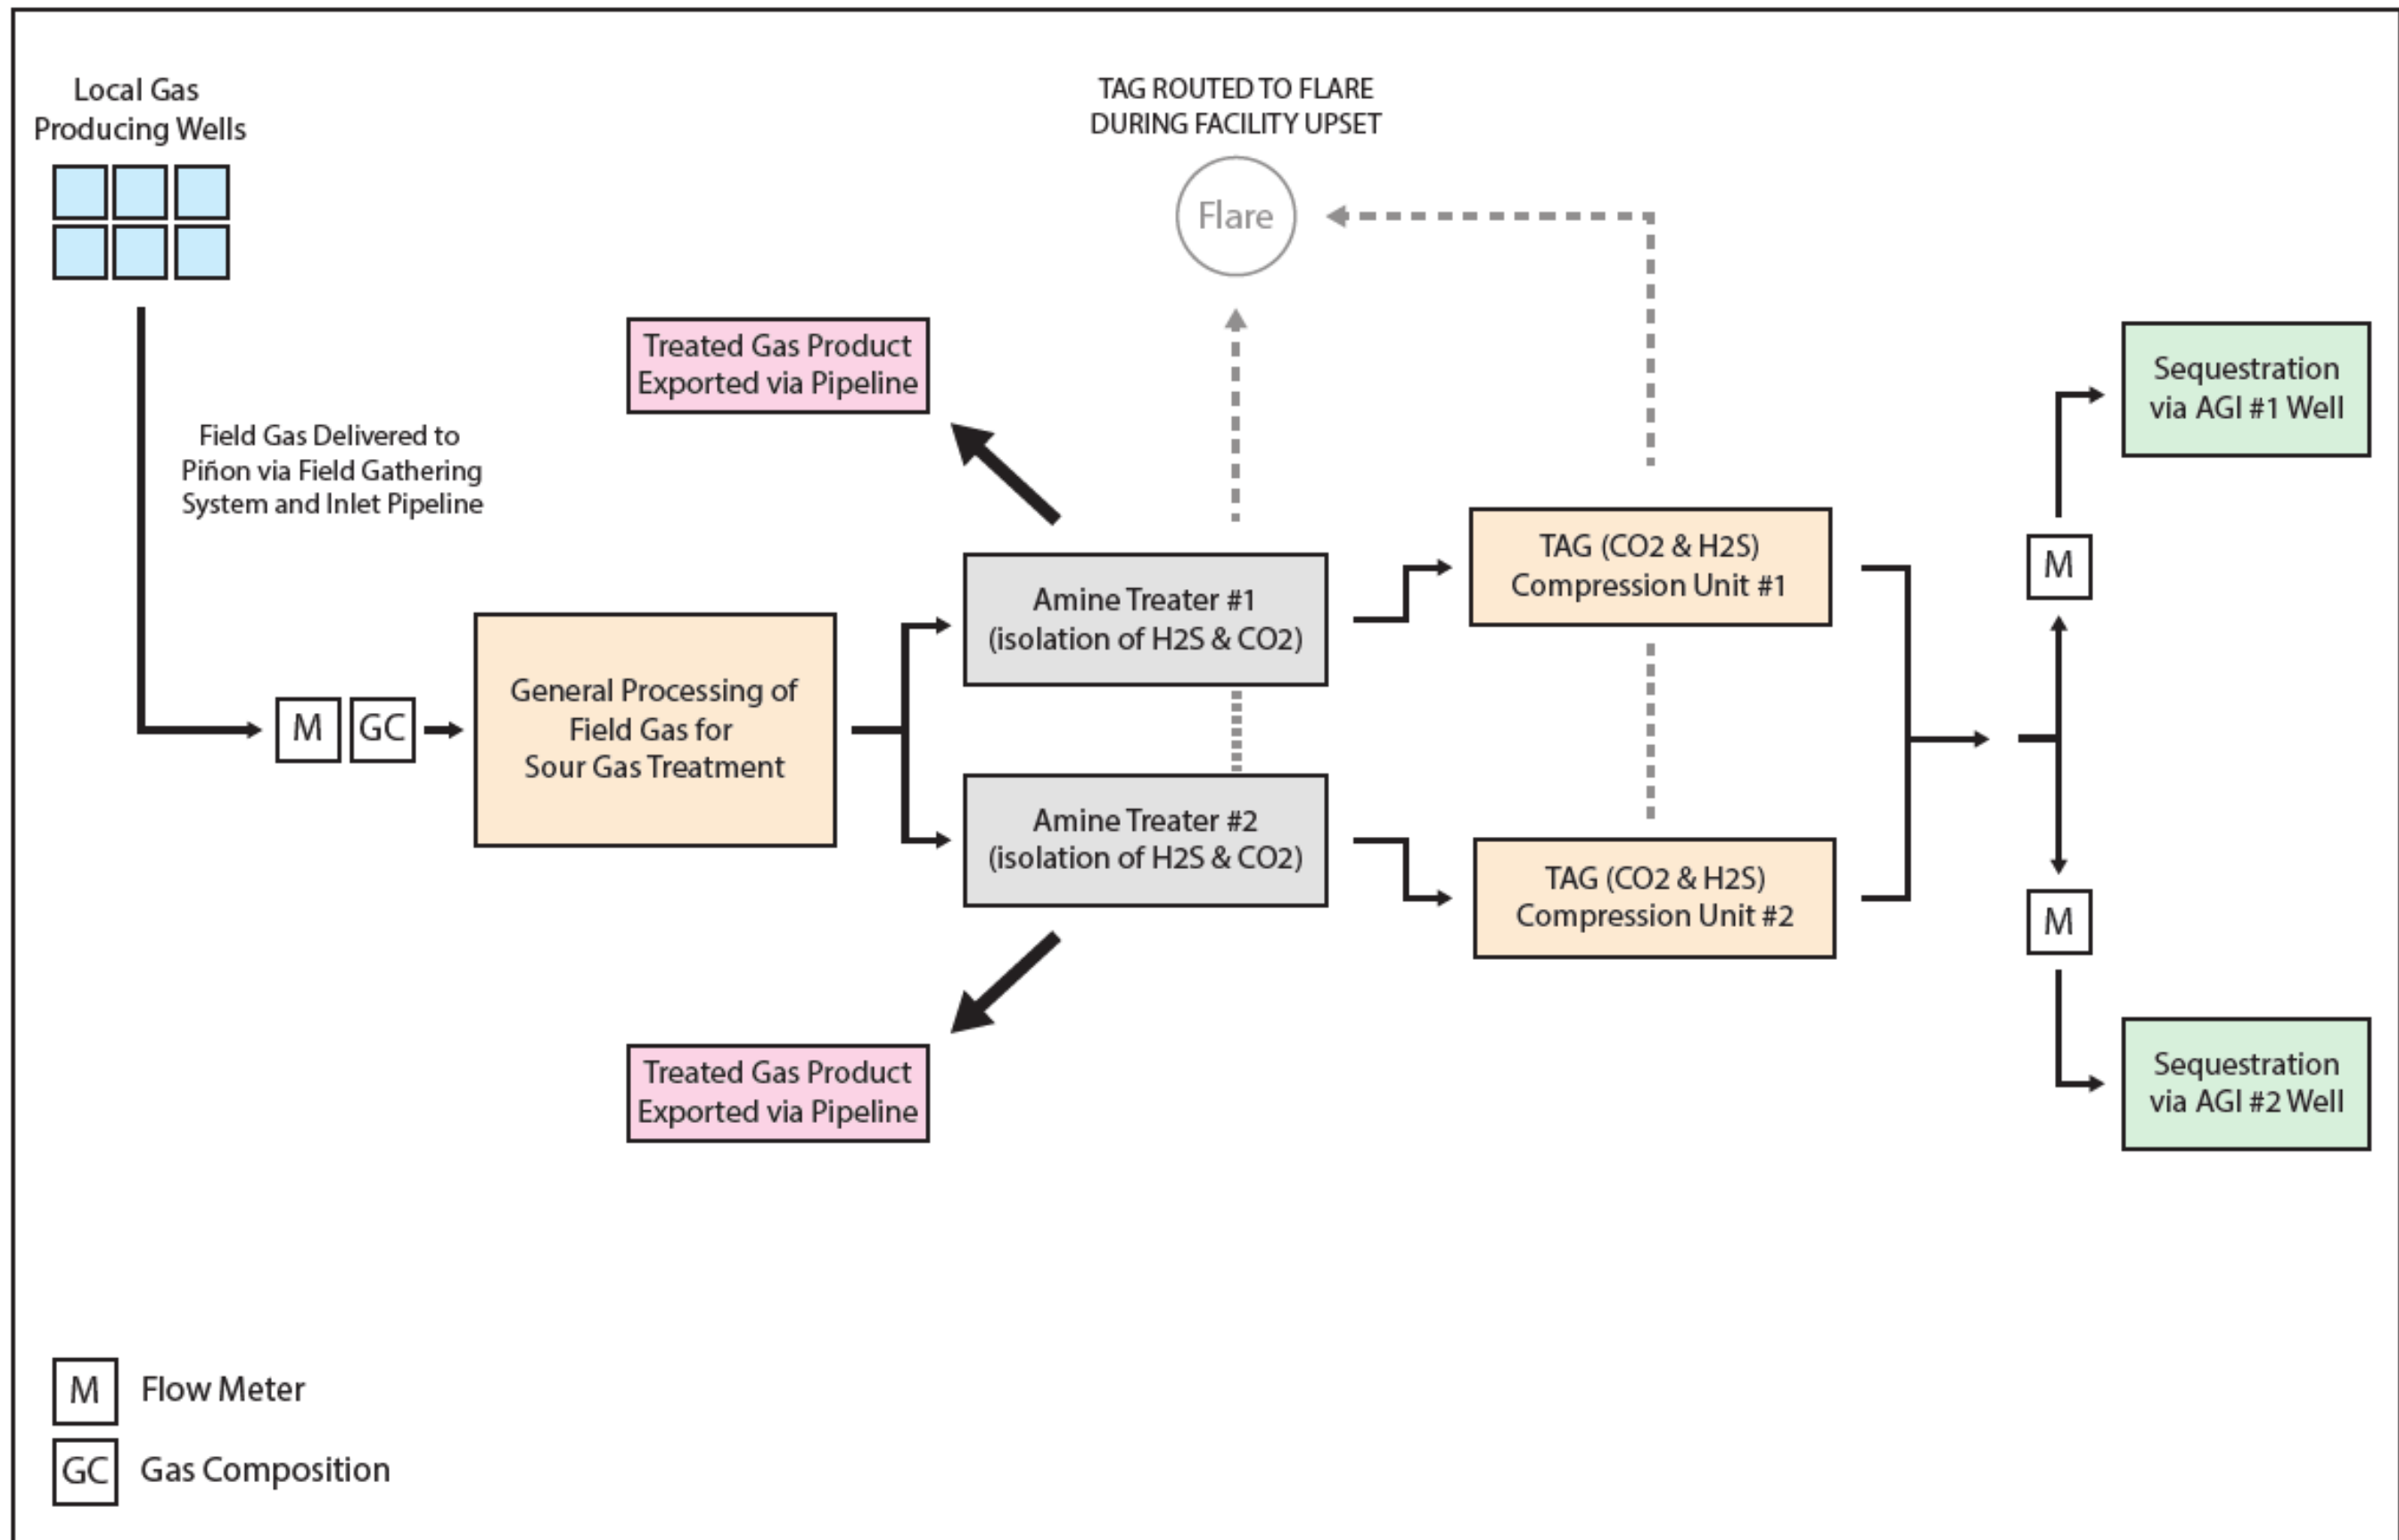 Local Gas
Producing Wells
TAG ROUTED TO FLARE
DURING FACILITY UPSET
Flare
Treated Gas Product
Exported via Pipeline
Sequestration
via AGI #1 Well
Field Gas Delivered to
Piñon via Field Gathering
System and Inlet Pipeline
TAG (CO2 & H2S)
Compression Unit #1
M
Amine Treater #1
(isolation of H2S & CO2)
General Processing of
Field Gas for
Sour Gas Treatment
M
GC
Amine Treater #2
(isolation of H2S & CO2)
TAG (CO2 & H2S)
Compression Unit #2
M
Treated Gas Product
Exported via Pipeline
Sequestration
via AGI #2 Well
M Flow Meter
GC Gas Composition